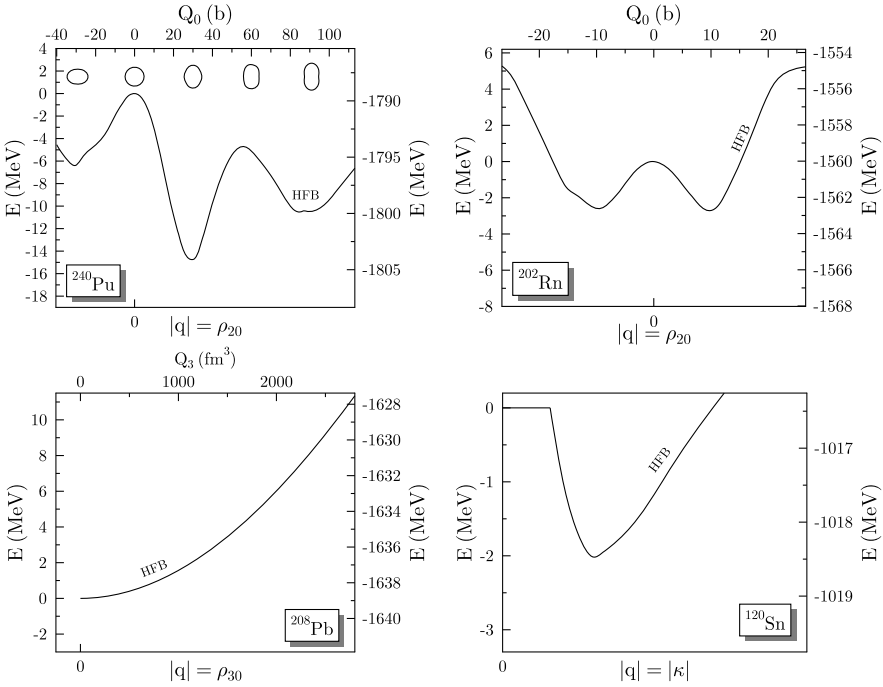 Q0 (b)
-40 -20 0 20 40 60 80 100
4
2
0
-2
-4
-6
-8
-10
-12
-14
-16
-18
E (MeV)
-1790
-1795
-1800
-1805
E (MeV)
HFB
240Pu
0
|q| = ρ20
Q0 (b)
-20 -10 0 10 20
6
4
2
0
-2
-4
-6
-8
E (MeV)
-1554
-1556
-1558
-1560
-1562
-1564
-1566
-1568
E (MeV)
HFB
202Rn
0
|q| = ρ20
Q3 (fm3)
0 1000 2000
10
8
6
4
2
0
-2
E (MeV)
-1628
-1630
-1632
-1634
-1636
-1638
-1640
E (MeV)
HFB
208Pb
0
|q| = ρ30
0
-1
-2
-3
E (MeV)
-1017
-1018
-1019
E (MeV)
HFB
120Sn
0
|q| = |κ|